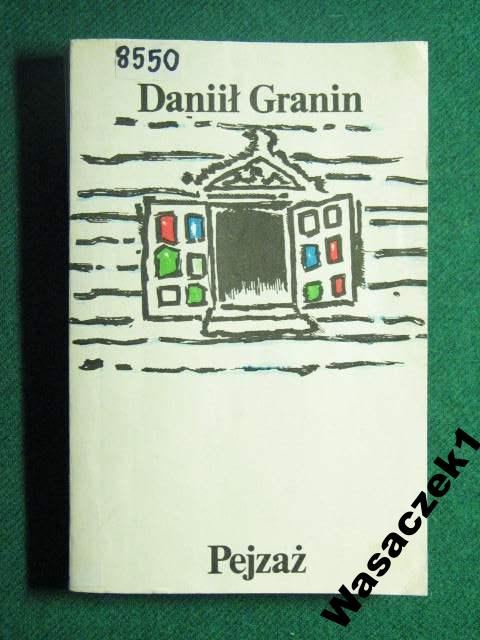 8550
Daniił Granin
Pejzaż
Wasaczek1